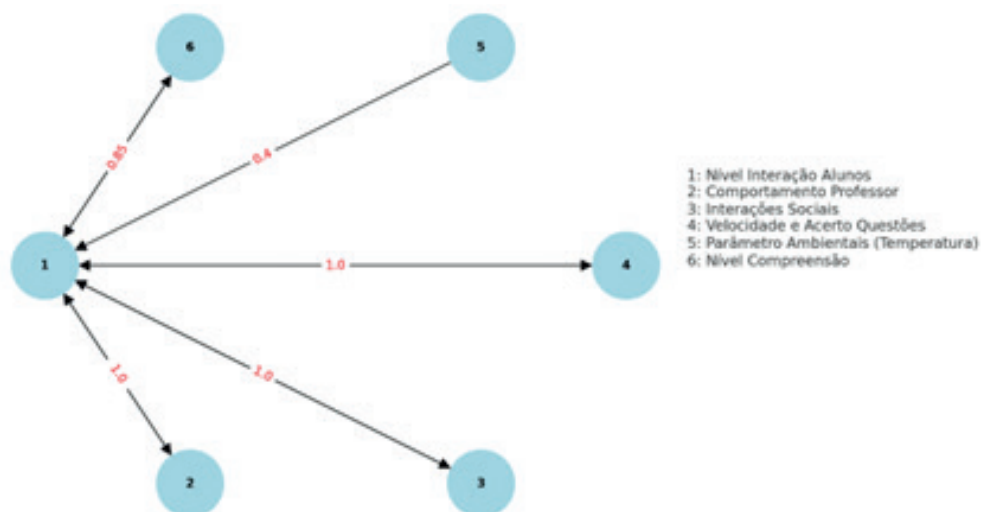 6
5
0.85
0.4
1
1.0
4
1.0
1.0
2
3
1: Nível Interação Alunos
2: Comportamento Professor
3: Interações Sociais
4: Velocidade e Acerto Questões
5: Parâmetro Ambientais (Temperatura)
6: Nível Compreensão